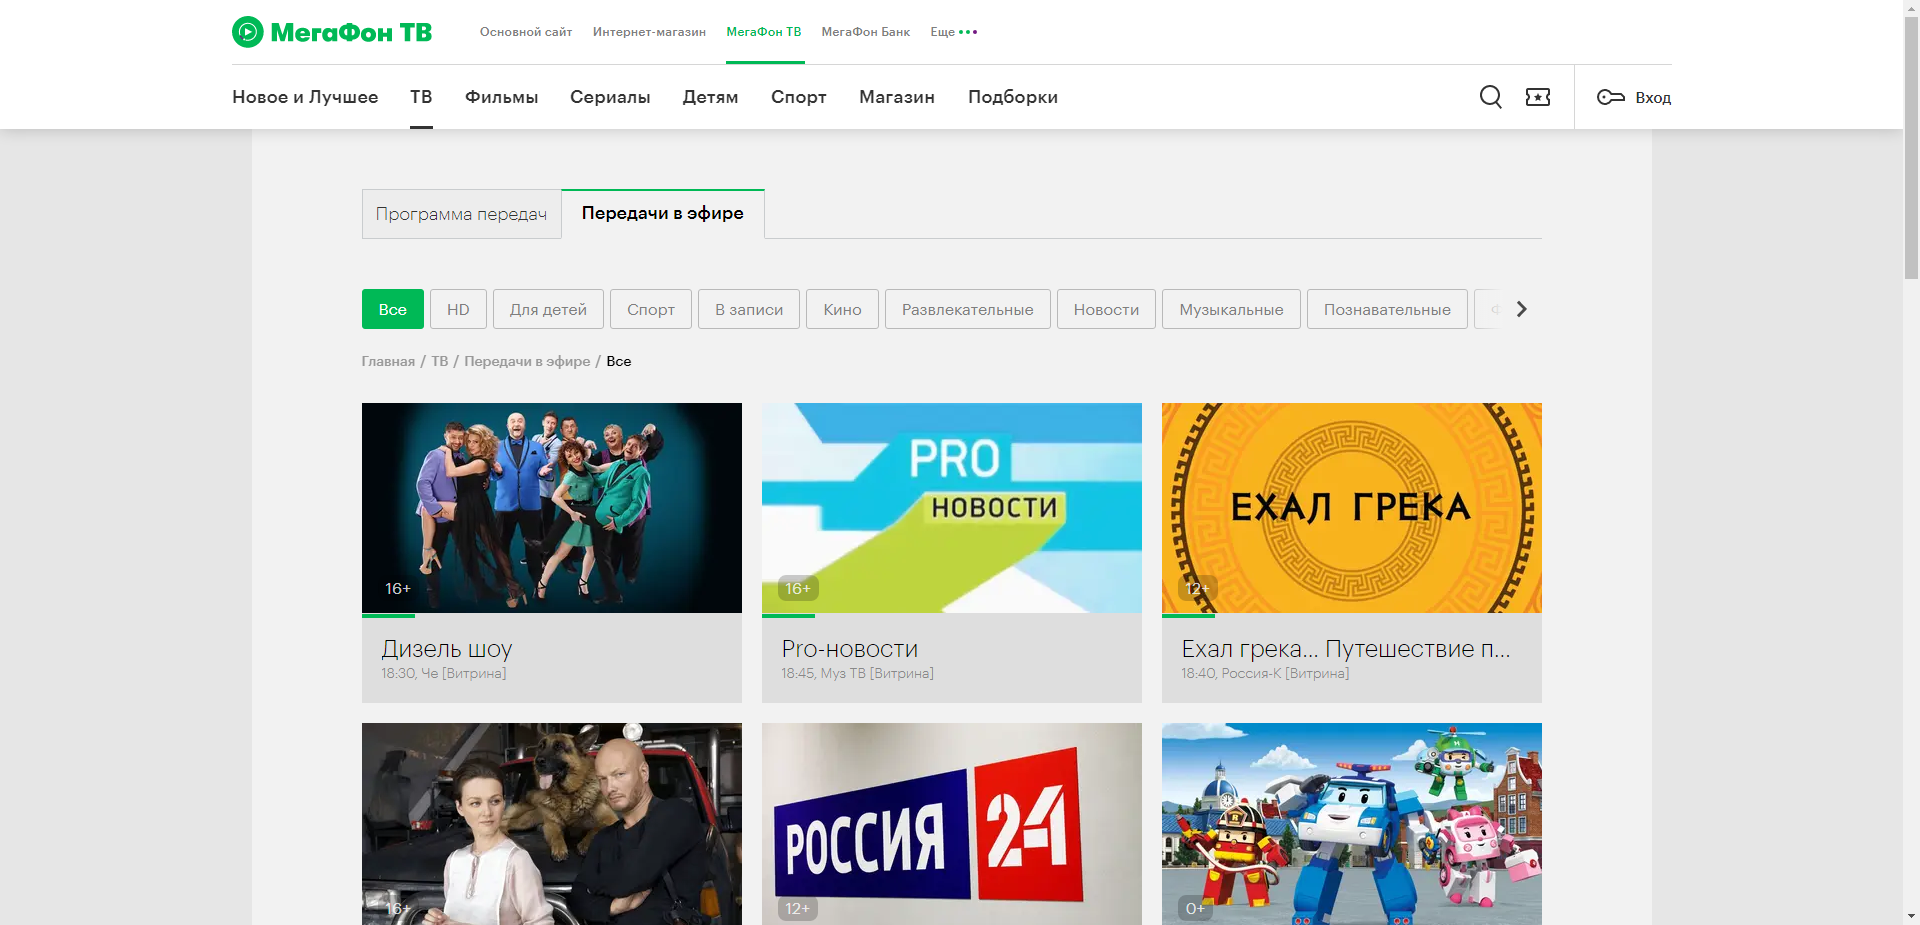 МегаФон ТВ
Основной сайт Интернет-магазин МегаФон ТВ МегаФон Банк Еще
Новое и Лучшее ТВ Фильмы Сериалы Детям Спорт Магазин Подборки Вход
Программа передач Передачи в эфире
Все HD Для детей Спорт В записи Кино Развлекательные Новости Музыкальные Познавательные
Главная / ТВ / Передачи в эфире / Все
16+
PRO
НОВОСТИ
16+
ЕХАЛ ГРЕКА
12+
Дизель шоу
18:30, Че [Витрина]
Pro-новости
18:45, Муз ТВ [Витрина]
Ехал грека... Путешествие п...
18:40, Россия-К [Витрина]
16+
РОССИЯ 24
12+
0+